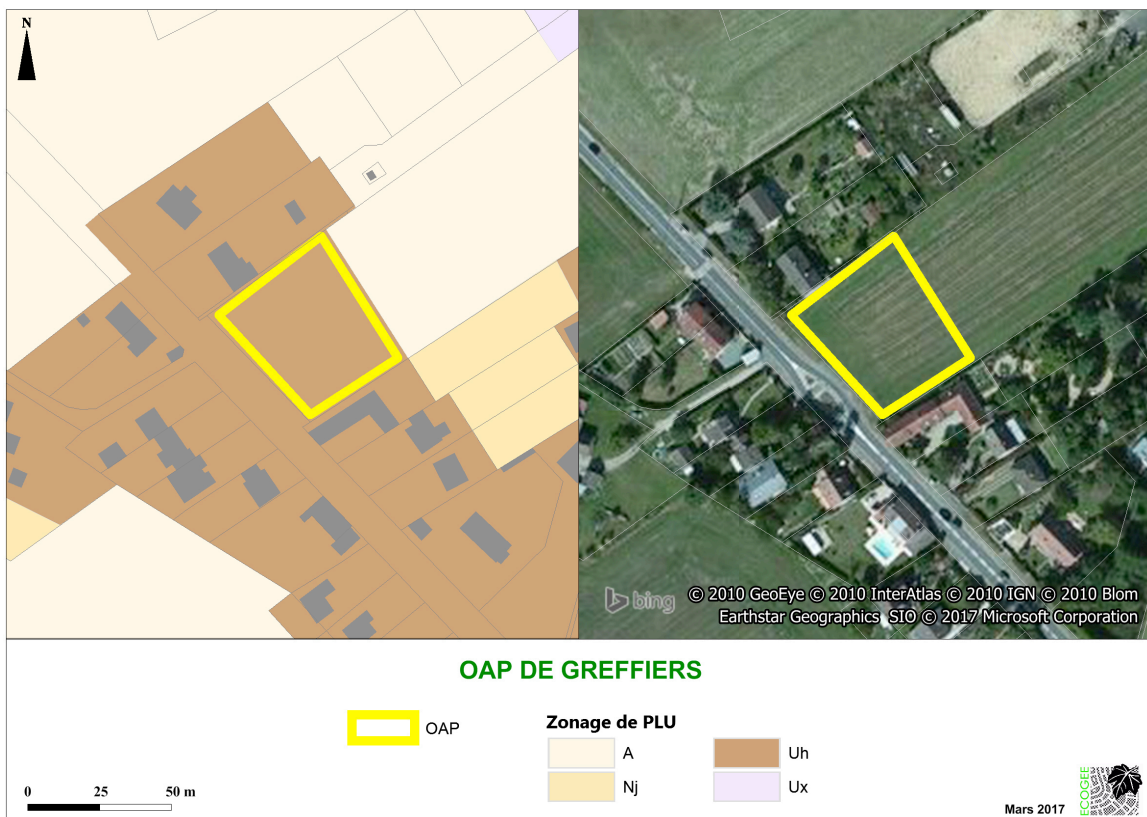 N
bing
© 2010 GeoEye © 2010 InterAtlas © 2010 IGN © 2010 Blom
Earthstar Geographics SIO © 2017 Microsoft Corporation
OAP DE GREFFIERS
OAP
Zonage de PLU
A
Uh
Nj
Ux
0 25 50 m
Mars 2017
ECOGEE